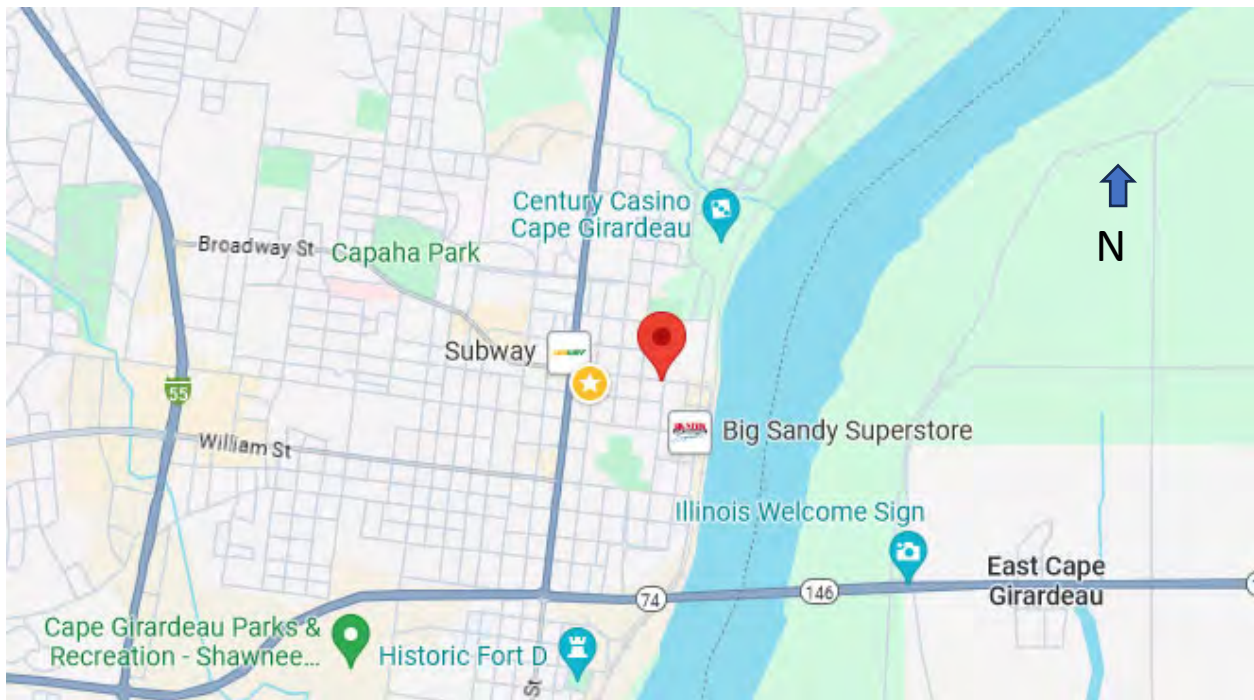 Century Casino
Cape Girardeau
N
Broadway St
Capaha Park
Subway
55
Big Sandy Superstore
William St
Illinois Welcome Sign
East Cape
Girardeau
74
146
Cape Girardeau Parks &
Recreation - Shawnee...
Historic Fort D
St